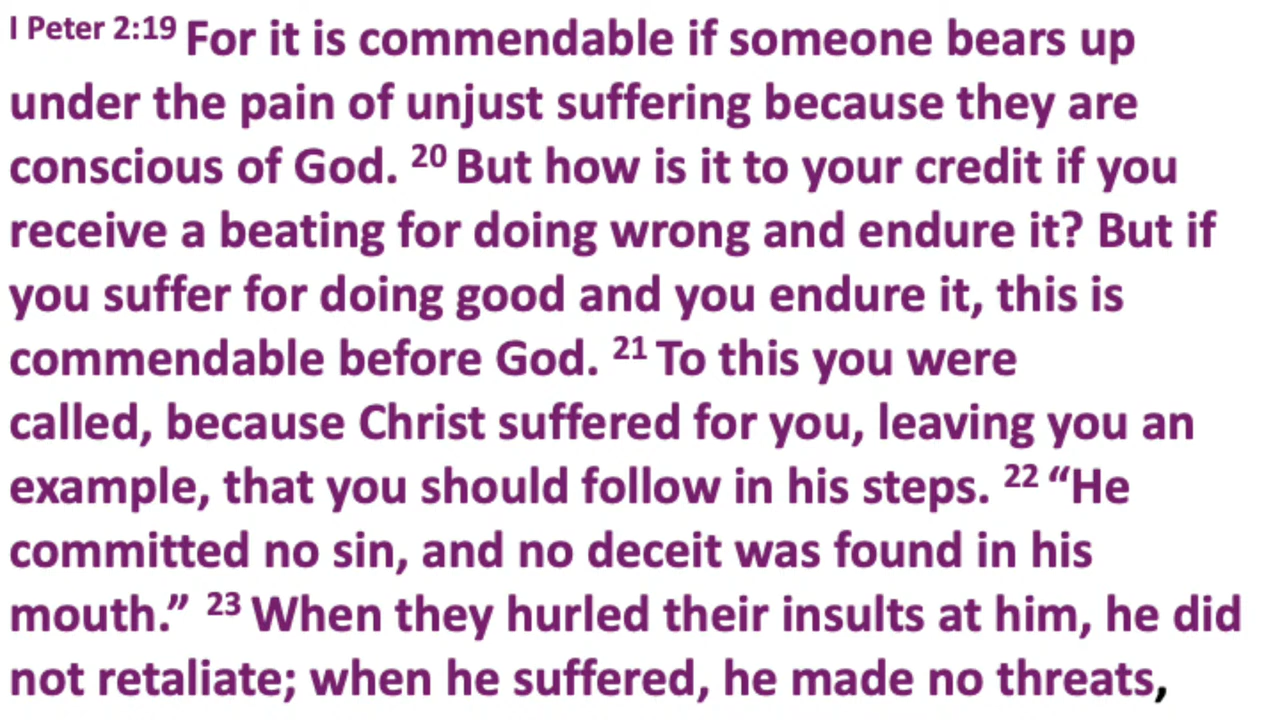 I Peter 2:19 For it is commendable if someone bears up
under the pain of unjust suffering because they are
conscious of God. 20 But how is it to your credit if you
receive a beating for doing wrong and endure it? But if
you suffer for doing good and you endure it, this is
commendable before God. 21 To this you were
called, because Christ suffered for you, leaving you an
example, that you should follow in his steps. 22 “He
committed no sin, and no deceit was found in his
mouth.” 23 When they hurled their insults at him, he did
not retaliate; when he suffered, he made no threats,